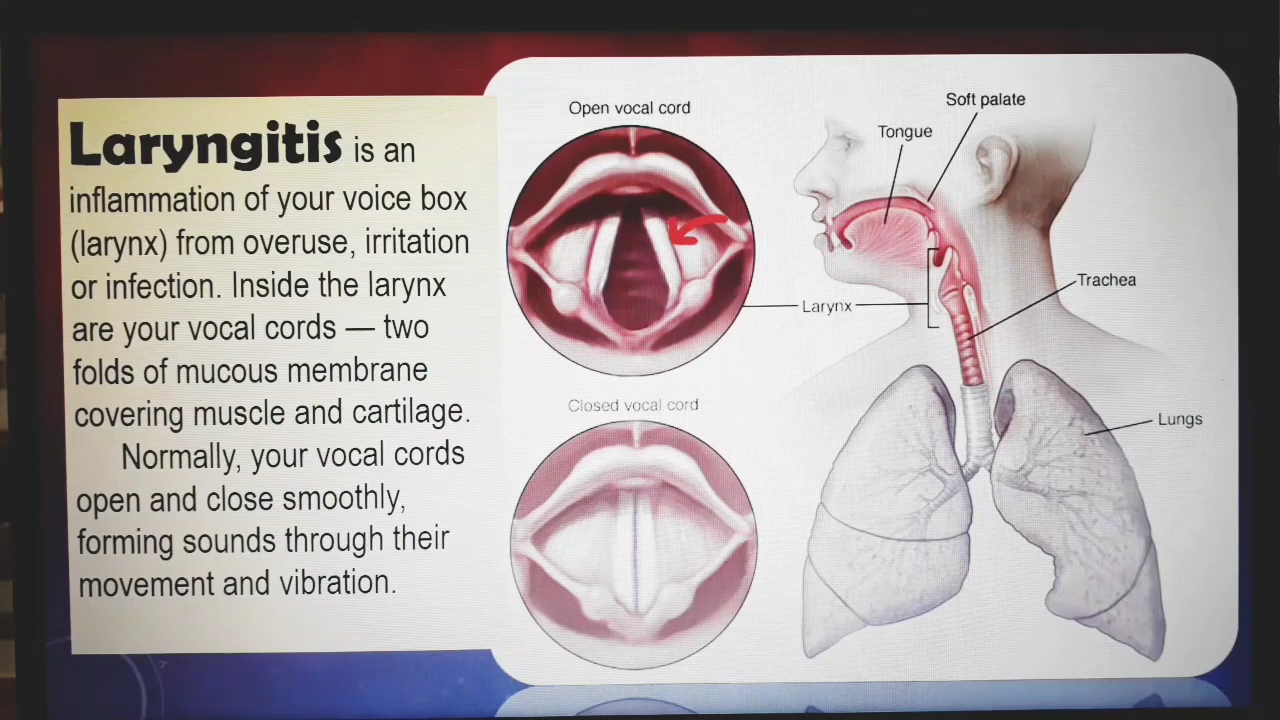 Laryngitis is an
inflammation of your voice box
(larynx) from overuse, irritation
or infection. Inside the larynx
are your vocal cords — two
folds of mucous membrane
covering muscle and cartilage.
Normally, your vocal cords
open and close smoothly,
forming sounds through their
movement and vibration.
Open vocal cord
Closed vocal cord
Soft palate
Tongue
Trachea
Larynx
Lungs